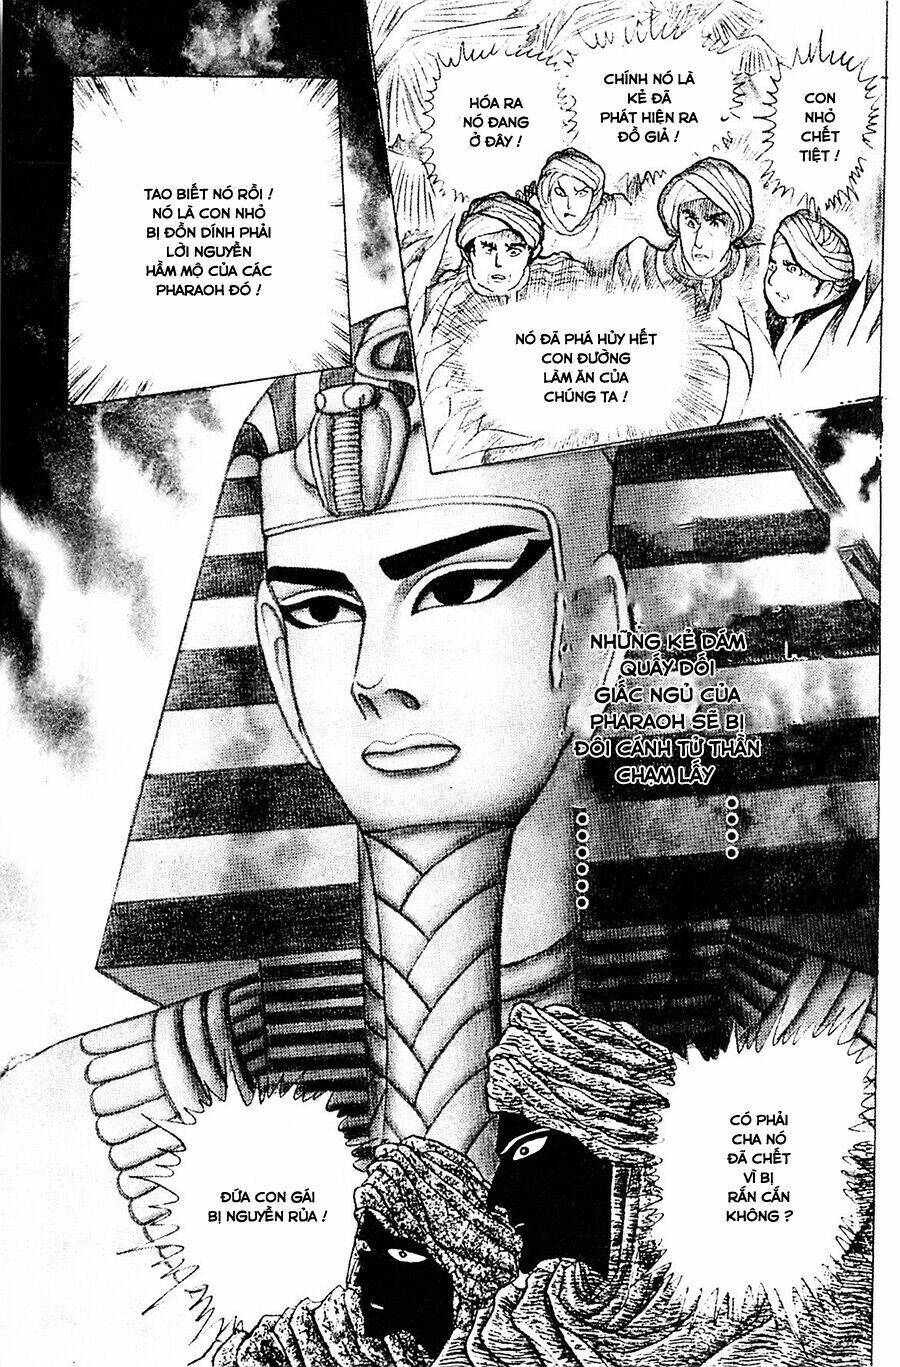 CON
NHỎ
CHẾT
TIỆT !
CHÍNH NÓ LÀ
KẺ ĐÃ
PHÁT HIỆN RA
ĐỒ GIẢ !
HÓA RA
NÓ ĐANG
Ở ĐÂY !
NÓ ĐÃ PHÁ HỦY HẾT
CON ĐƯỜNG
LÀM ĂN CỦA
CHÚNG TA !
TAO BIẾT NÓ RỒI !
NÓ LÀ CON NHỎ
BỊ ĐỒN DÍNH PHẢI
LỜI NGUYỀN
HẦM MỘ CỦA CÁC
PHARAOH ĐÓ !
NHỮNG KẺ DÁM
QUẤY DỐI
GIẤC NGỦ CỦA
PHARAOH SẼ BỊ
ĐÔI CÁNH TỬ THẦN
CHẠM LẤY
CÓ PHẢI
CHA NÓ
ĐÃ CHẾT
VÌ BỊ
RẮN CẮN
KHÔNG ?
ĐỨA CON GÁI
BỊ NGUYỀN RỦA !